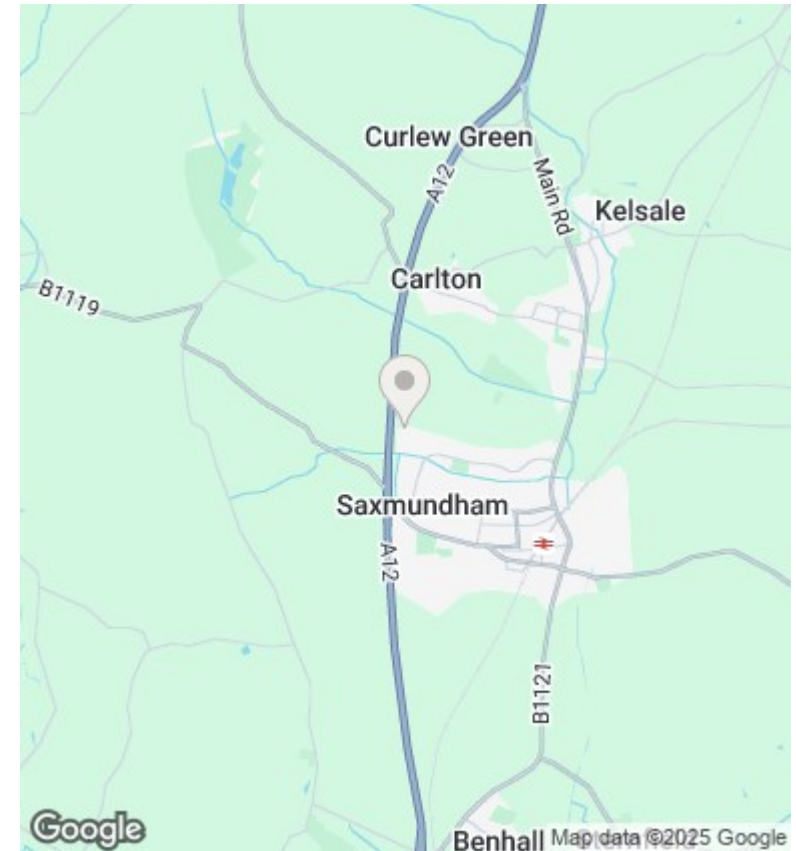 Curlew Green
A12
Main Rd
Kelsale
Carlton
B1119
Saxmundham
A12
B1121
Google
Benhall
Map data ©2025 Google